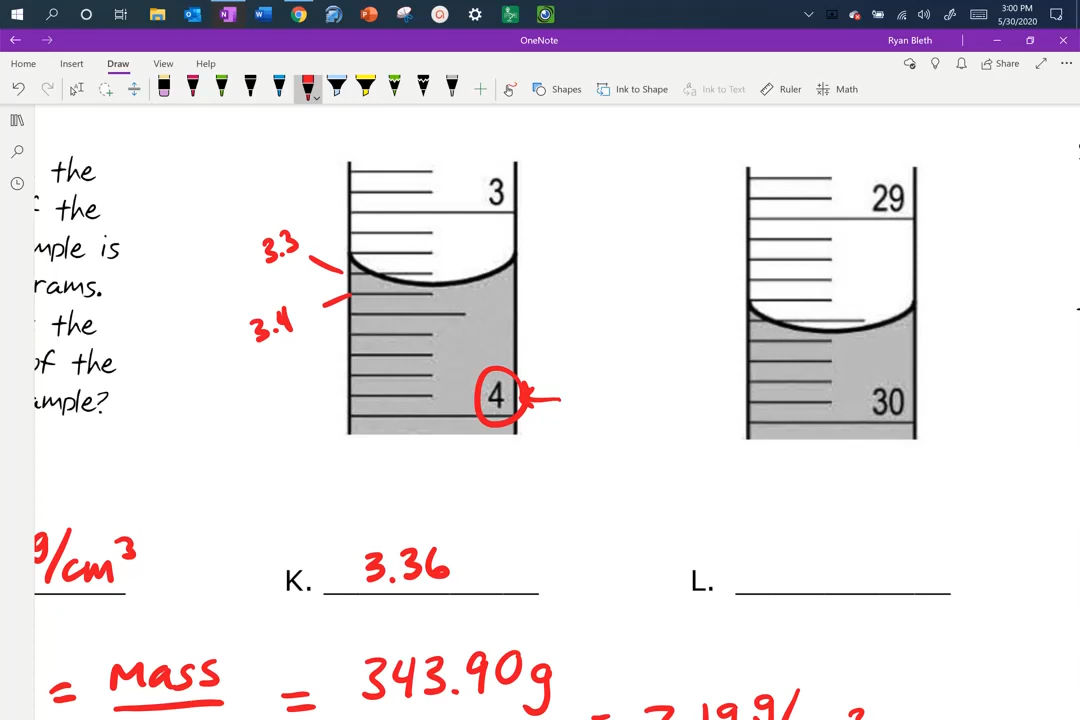 3:00 PM
5/30/2020
OneNote
Ryan Bleth
Home Insert Draw View Help
Share
Shapes Ink to Shape Ink to Text Ruler Math
the
the
mple is
rams.
the
of the
ample?
3
3.3
3.4
4
29
30
g/cm³
K. 3.36
L.
= Mass = 343.90g